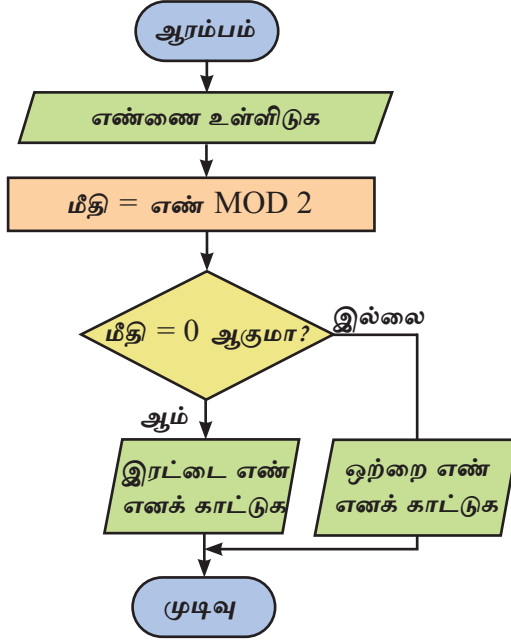 ஆரம்பம்
எண்ணை உள்ளிடுக
மீதி = எண் MOD 2
மீதி = 0 ஆகுமா?
இல்லை
ஆம்
இரட்டை எண்
எனக் காட்டுக
ஒற்றை எண்
எனக் காட்டுக
முடிவு